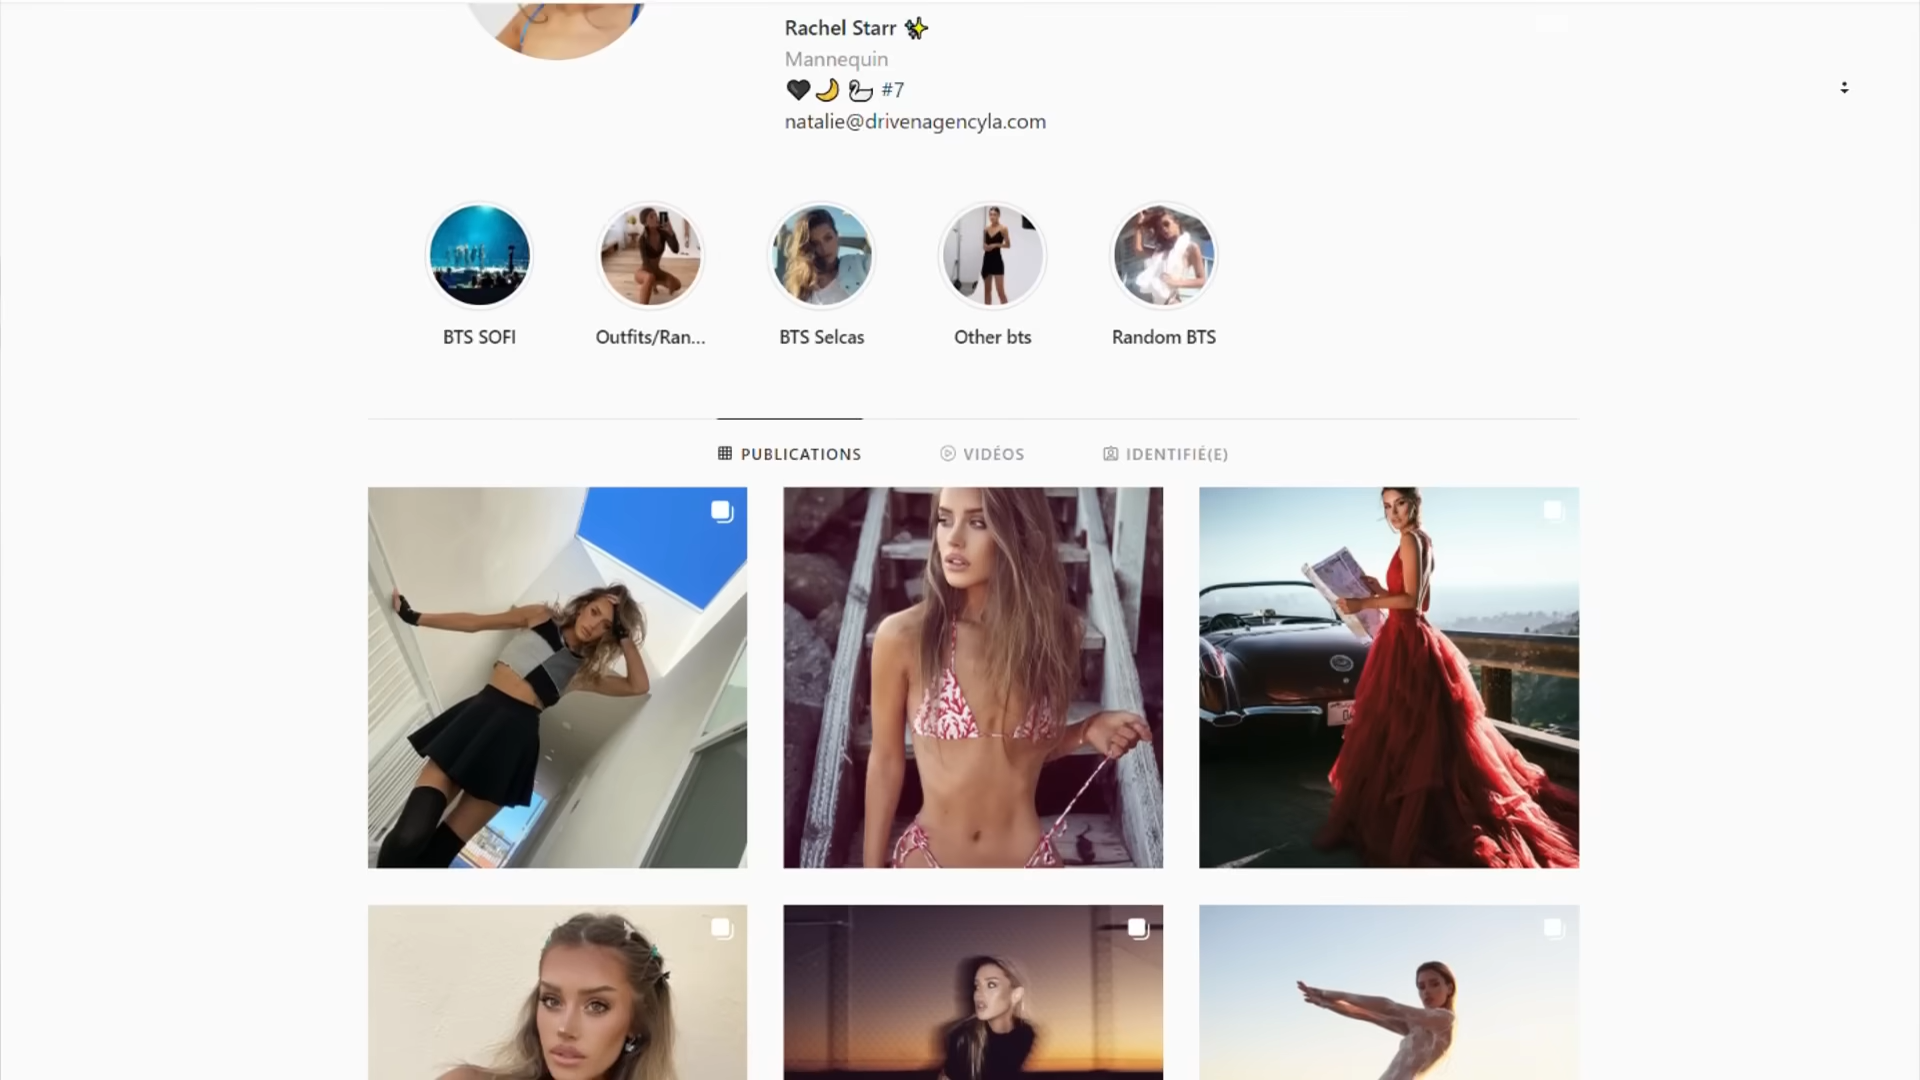 Rachel Starr ✨
Mannequin
🖤🌙🦢 #7
natalie@drivenagencyla.com
BTS SOFI
Outfits/Ran...
BTS Selcas
Other bts
Random BTS
PUBLICATIONS
VIDÉOS
IDENTIFIÉ(E)